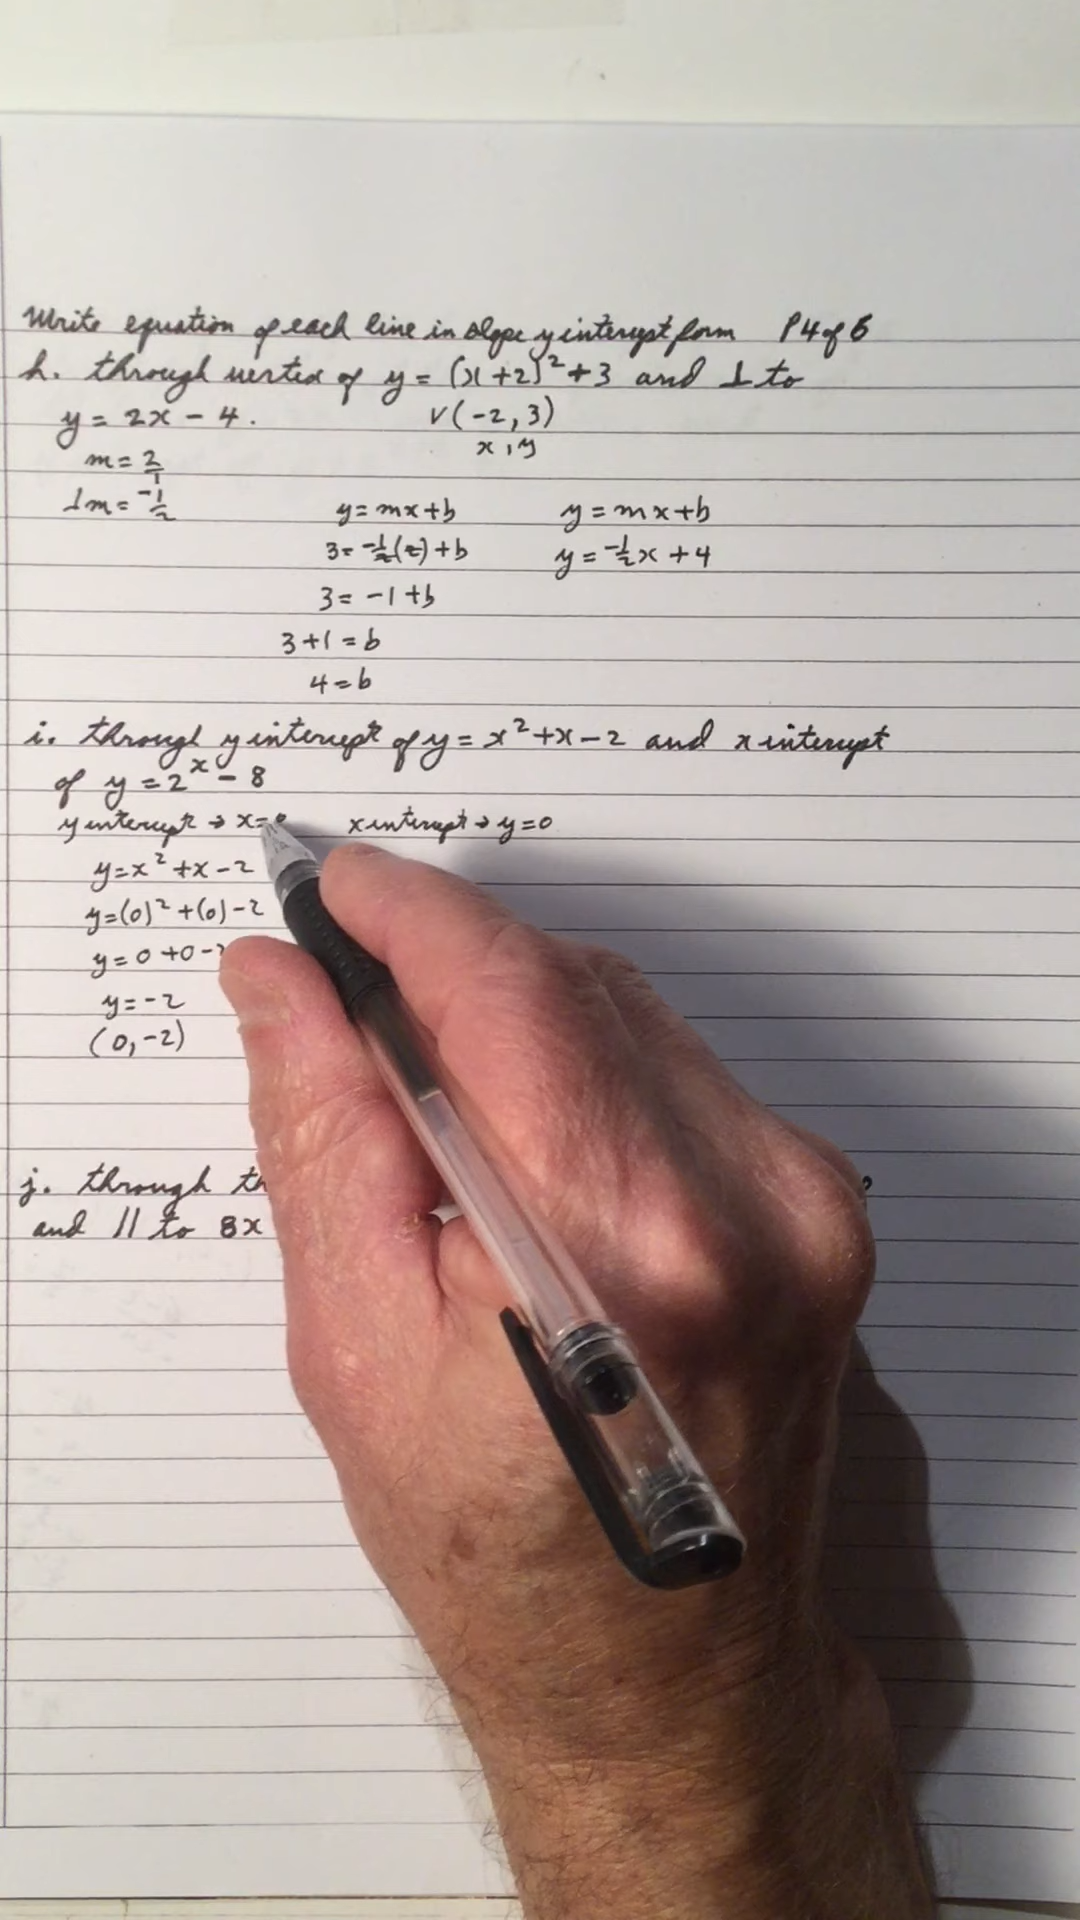 Write equation of each line in slope y intercept form P4 of 6
h. through vertex of y = (x+2)² + 3 and ⊥ to
y = 2x - 4. V(-2, 3)
x, y
m = 2/1
⊥m = -1/2
y = mx + b y = mx + b
3 = -1/2(2) + b y = -1/2x + 4
3 = -1 + b
3 + 1 = b
4 = b
i. through y intercept of y = x² + x - 2 and x intercept
of y = 2ˣ - 8
y intercept → x = 0 x intercept → y = 0
y = x² + x - 2
y = (0)² + (0) - 2
y = 0 + 0 - 2
y = -2
(0, -2)
j. through
and // to 8x